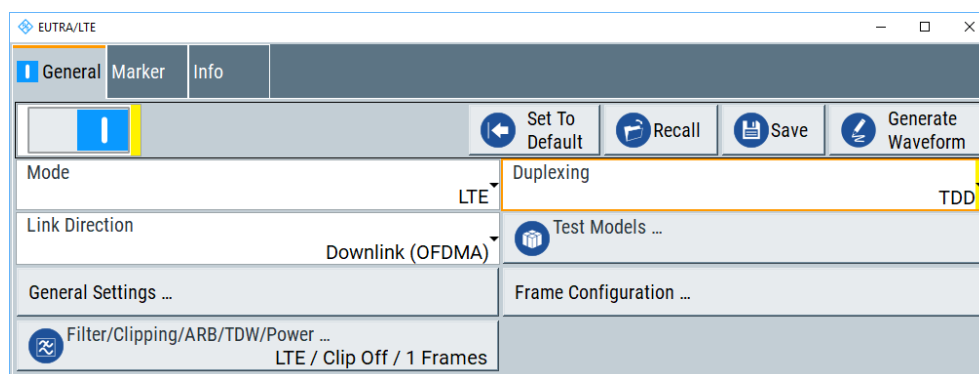 EUTRA/LTE
General Marker Info
Set To
Default
Recall
Save
Generate
Waveform
Mode
LTE
Duplexing
TDD
Link Direction
Downlink (OFDMA)
Test Models ...
General Settings ...
Frame Configuration ...
Filter/Clipping/ARB/TDW/Power ...
LTE / Clip Off / 1 Frames